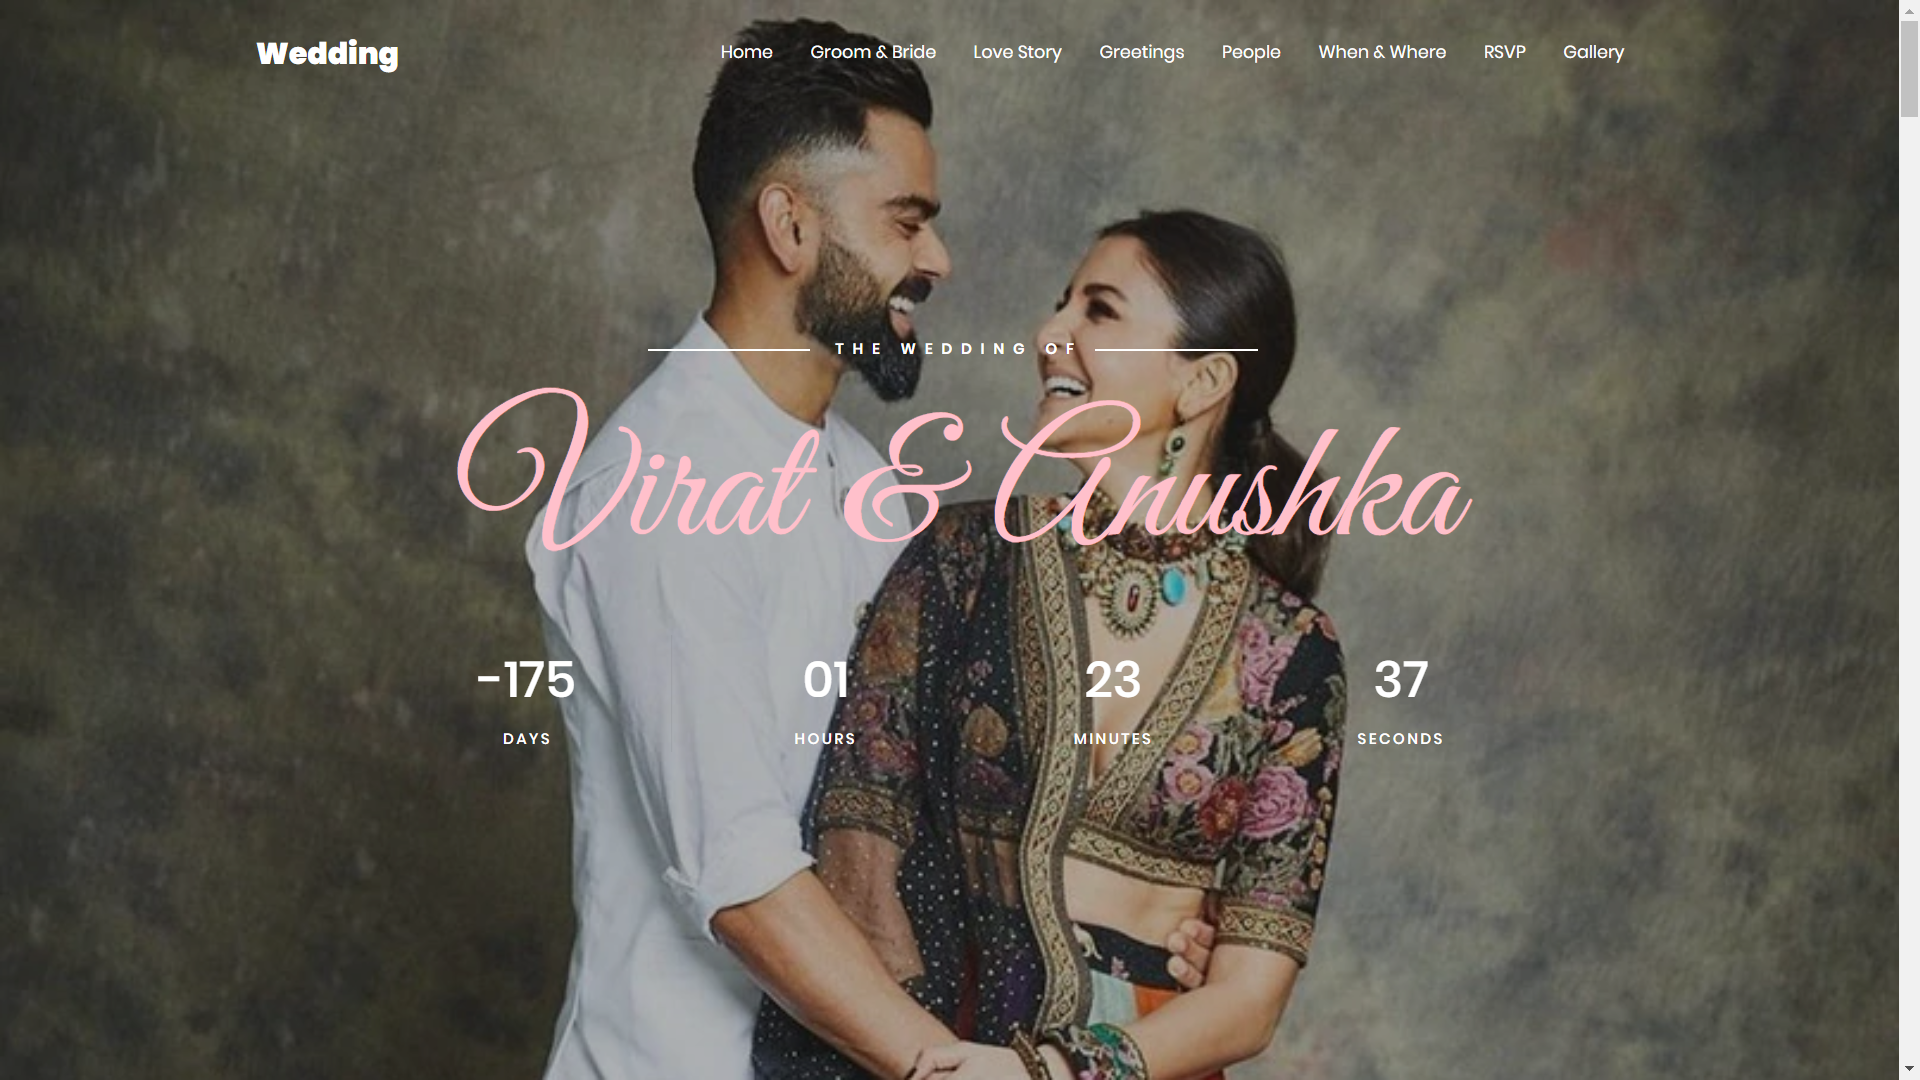 Wedding
Home Groom & Bride Love Story Greetings People When & Where RSVP Gallery
THE WEDDING OF
Virat & Anushka
-175 01 23 37
DAYS HOURS MINUTES SECONDS